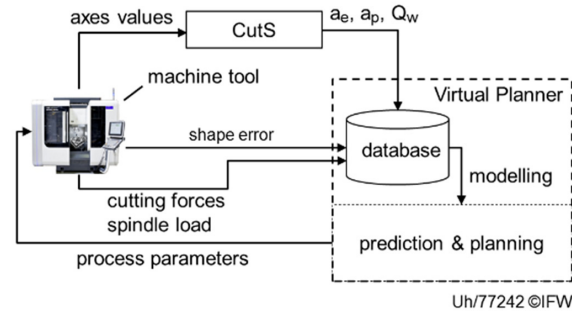 axes values
CutS
ae, ap, Qw
machine tool
Virtual Planner
shape error
database
modelling
cutting forces
spindle load
prediction & planning
process parameters
Uh/77242 ©IFW